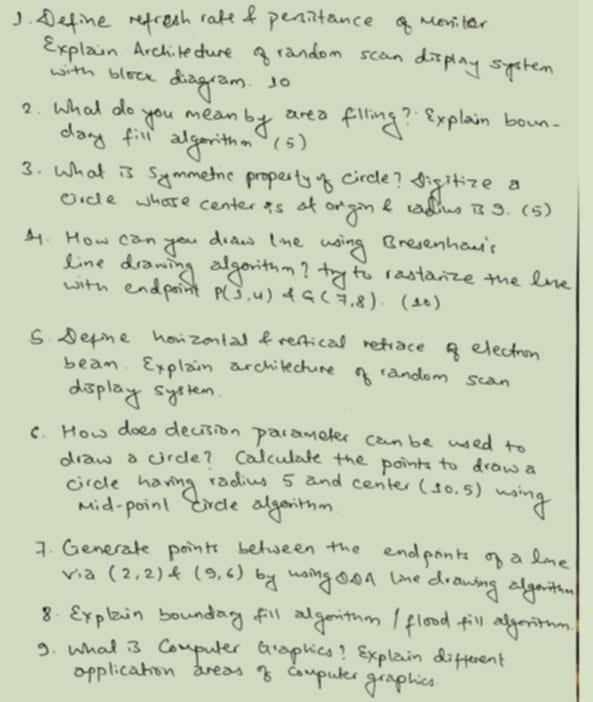 1. Define refresh rate & persistance of Monitor.
Explain Architecture of random scan display system
with block diagram. 10
2. What do you mean by area filling? Explain boun-
dary fill algorithm (5)
3. What is Symmetric property of circle? Digitize a
circle whose center is at origin & radius is 9. (5)
4. How can you draw line using Bresenham's
line drawing algorithm? try to rastarize the line
with endpoint P(1,4) & Q(7,8). (10)
5. Define horizontal & vertical retrace of electron
beam. Explain architecture of random scan
display system.
6. How does decision parameter can be used to
draw a circle? Calculate the points to draw a
circle having radius 5 and center (10,5) using
Mid-point Circle algorithm.
7. Generate points between the endpoints of a line
via (2,2) & (9,6) by using DDA line drawing algorithm
8. Explain boundary fill algorithm / flood fill algorithm.
9. What is Computer Graphics? Explain different
application areas of computer graphics.